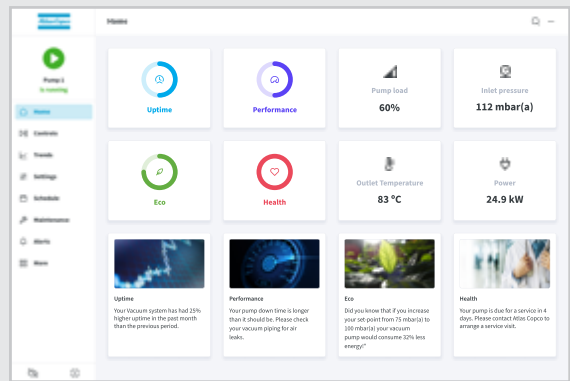 Atlas Copco
Home
Pump 1
is running
Home
Controls
Trends
Settings
Schedule
Maintenance
Alerts
More
Uptime
Performance
Pump load
60%
Inlet pressure
112 mbar(a)
Eco
Health
Outlet Temperature
83 ºC
Power
24.9 kW
Uptime
Your Vacuum system has had 25%
higher uptime in the past month
than the previous period.
Performance
Your pump down time is longer
than it should be. Please check
your vacuum piping for air
leaks.
Eco
Did you know that if you increase
your set point from 75 mbar(a) to
100 mbar(a) your vacuum
pump would consume 32% less
energy!"
Health
Your pump is due for a service in 4
days. Please contact Atlas Copco to
arrange a service visit.